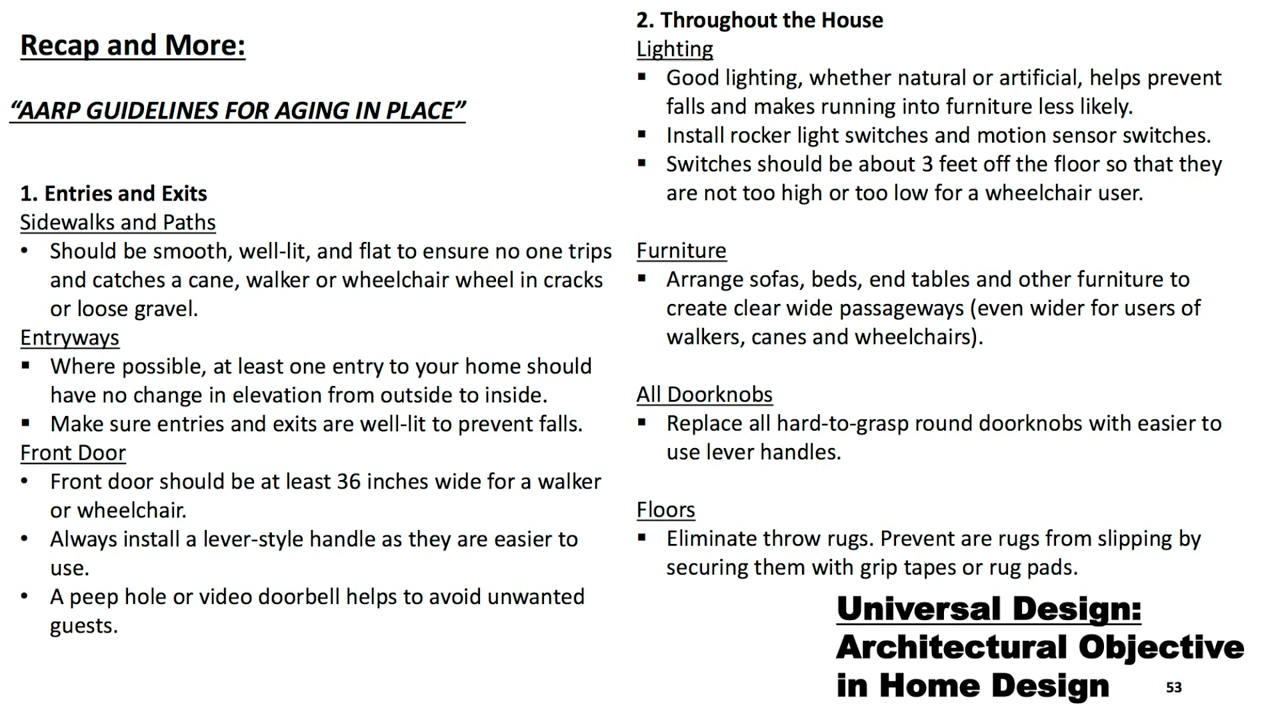 Recap and More:
“AARP GUIDELINES FOR AGING IN PLACE”
1. Entries and Exits
Sidewalks and Paths
• Should be smooth, well-lit, and flat to ensure no one trips
and catches a cane, walker or wheelchair wheel in cracks
or loose gravel.
Entryways
▪ Where possible, at least one entry to your home should
have no change in elevation from outside to inside.
▪ Make sure entries and exits are well-lit to prevent falls.
Front Door
• Front door should be at least 36 inches wide for a walker
or wheelchair.
• Always install a lever-style handle as they are easier to
use.
• A peep hole or video doorbell helps to avoid unwanted
guests.
2. Throughout the House
Lighting
▪ Good lighting, whether natural or artificial, helps prevent
falls and makes running into furniture less likely.
▪ Install rocker light switches and motion sensor switches.
▪ Switches should be about 3 feet off the floor so that they
are not too high or too low for a wheelchair user.
Furniture
▪ Arrange sofas, beds, end tables and other furniture to
create clear wide passageways (even wider for users of
walkers, canes and wheelchairs).
All Doorknobs
▪ Replace all hard-to-grasp round doorknobs with easier to
use lever handles.
Floors
▪ Eliminate throw rugs. Prevent are rugs from slipping by
securing them with grip tapes or rug pads.
Universal Design:
Architectural Objective
in Home Design
53